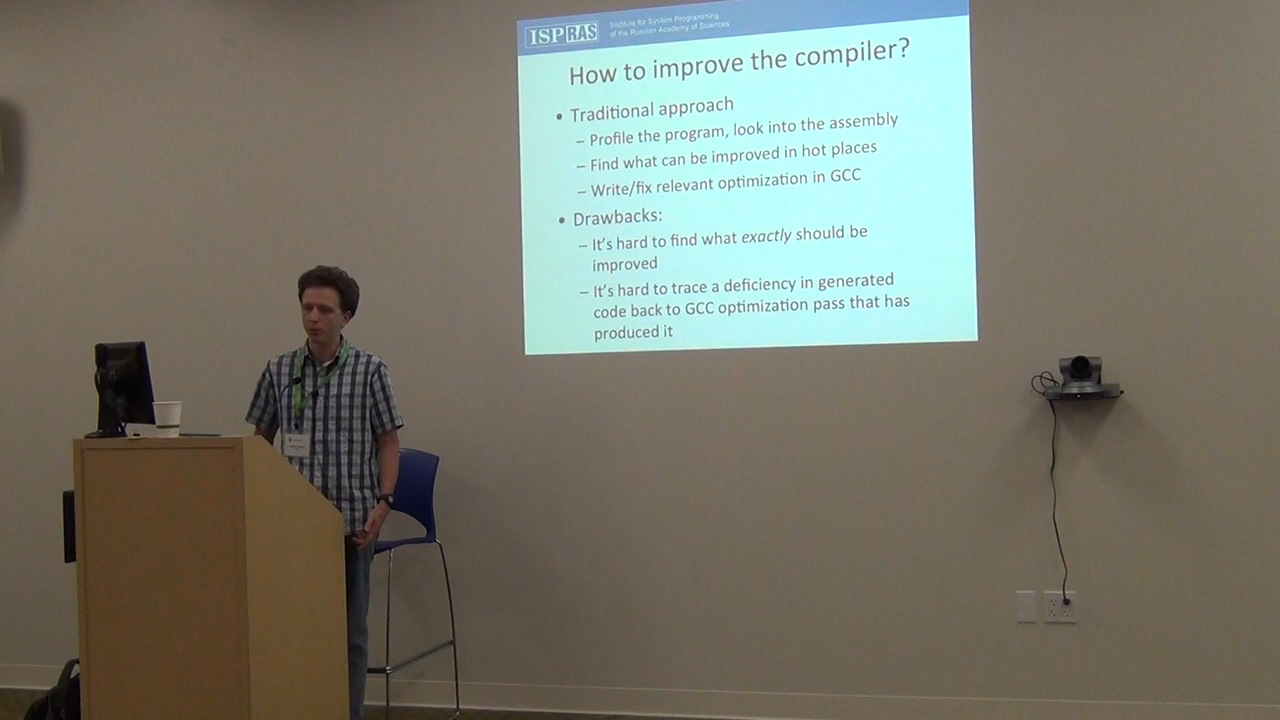 ISPRAS
Institute for System Programming
of the Russian Academy of Sciences
How to improve the compiler?
• Traditional approach
– Profile the program, look into the assembly
– Find what can be improved in hot places
– Write/fix relevant optimization in GCC
• Drawbacks:
– It's hard to find what exactly should be
improved
– It's hard to trace a deficiency in generated
code back to GCC optimization pass that has
produced it